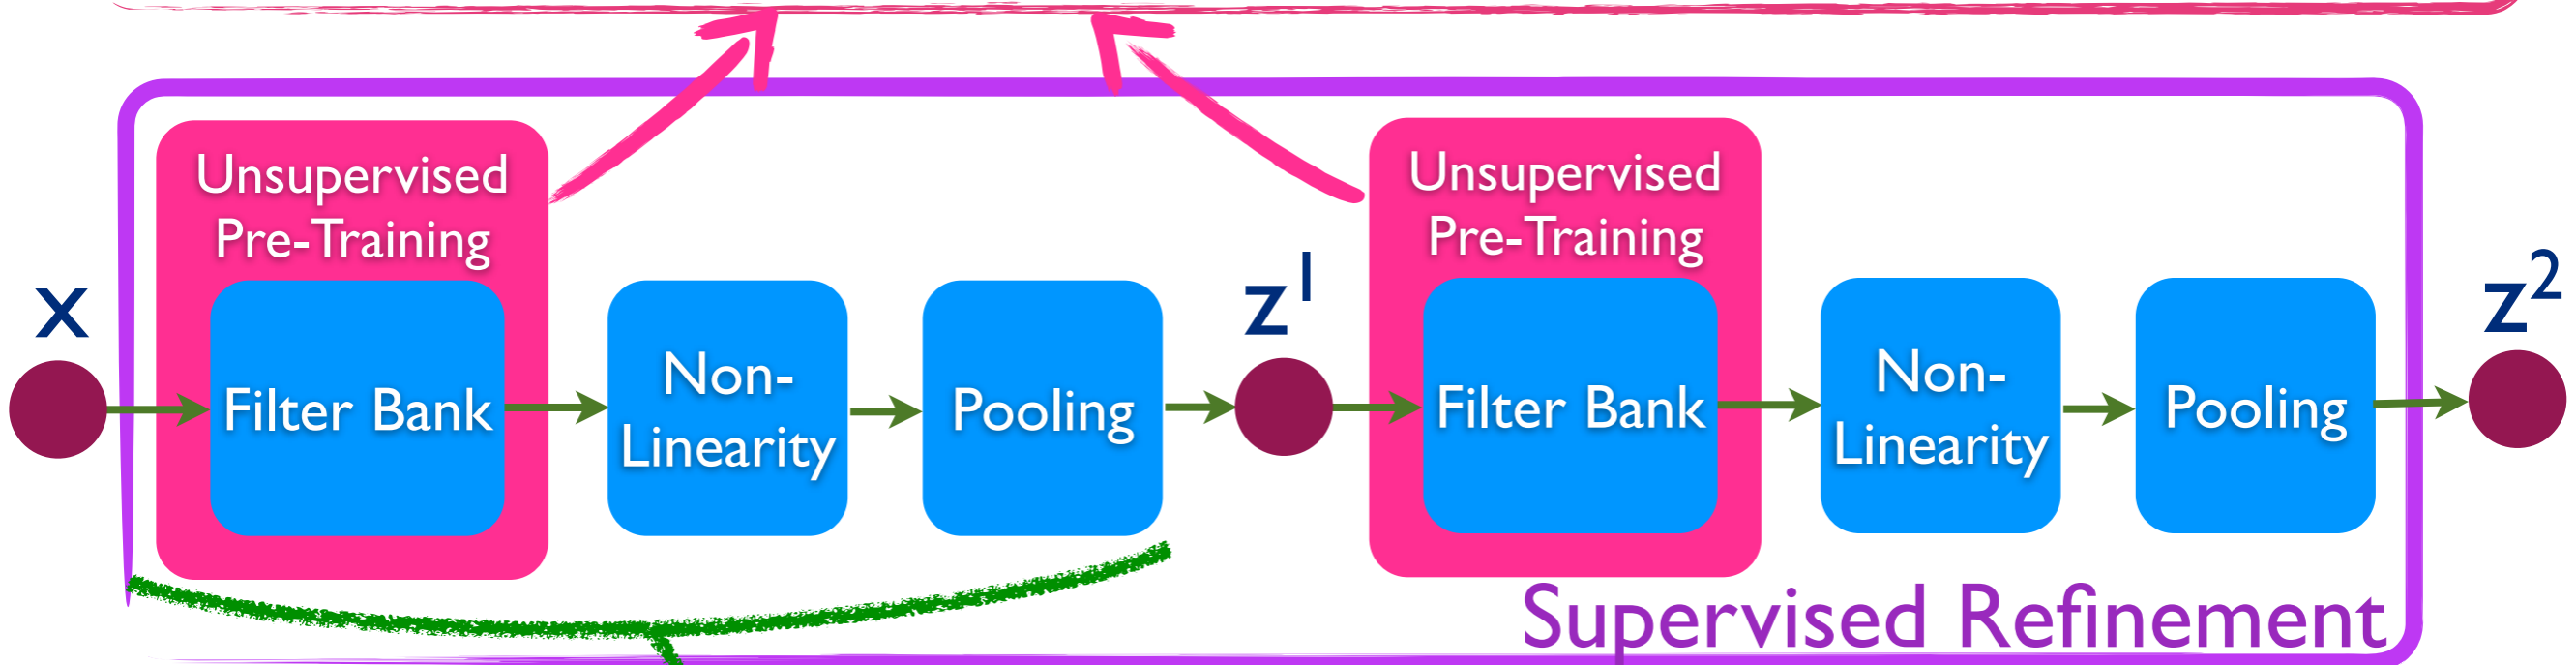 Unsupervised
Pre-Training
Unsupervised
Pre-Training
x
z¹
z²
Filter Bank
Non-
Linearity
Pooling
Filter Bank
Non-
Linearity
Pooling
Supervised Refinement